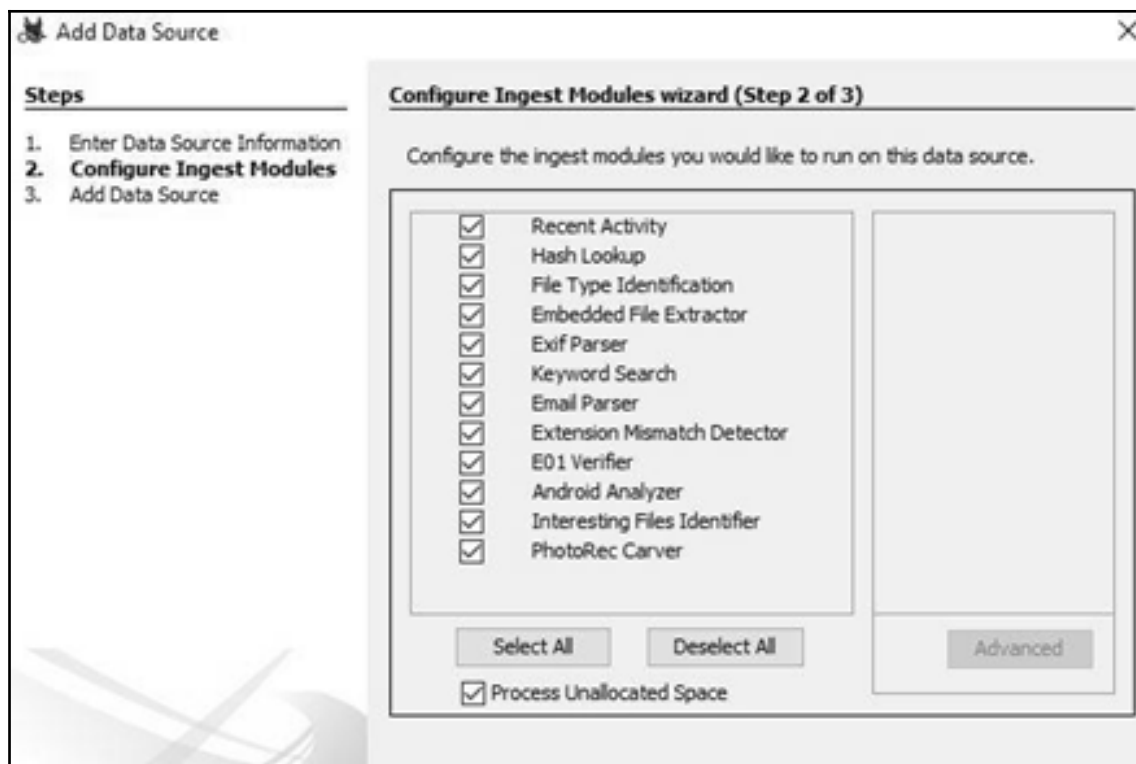 Add Data Source
Steps
1. Enter Data Source Information
2. Configure Ingest Modules
3. Add Data Source
Configure Ingest Modules wizard (Step 2 of 3)
Configure the ingest modules you would like to run on this data source.
Recent Activity
Hash Lookup
File Type Identification
Embedded File Extractor
Exif Parser
Keyword Search
Email Parser
Extension Mismatch Detector
E01 Verifier
Android Analyzer
Interesting Files Identifier
PhotoRec Carver
Select All
Deselect All
Advanced
Process Unallocated Space